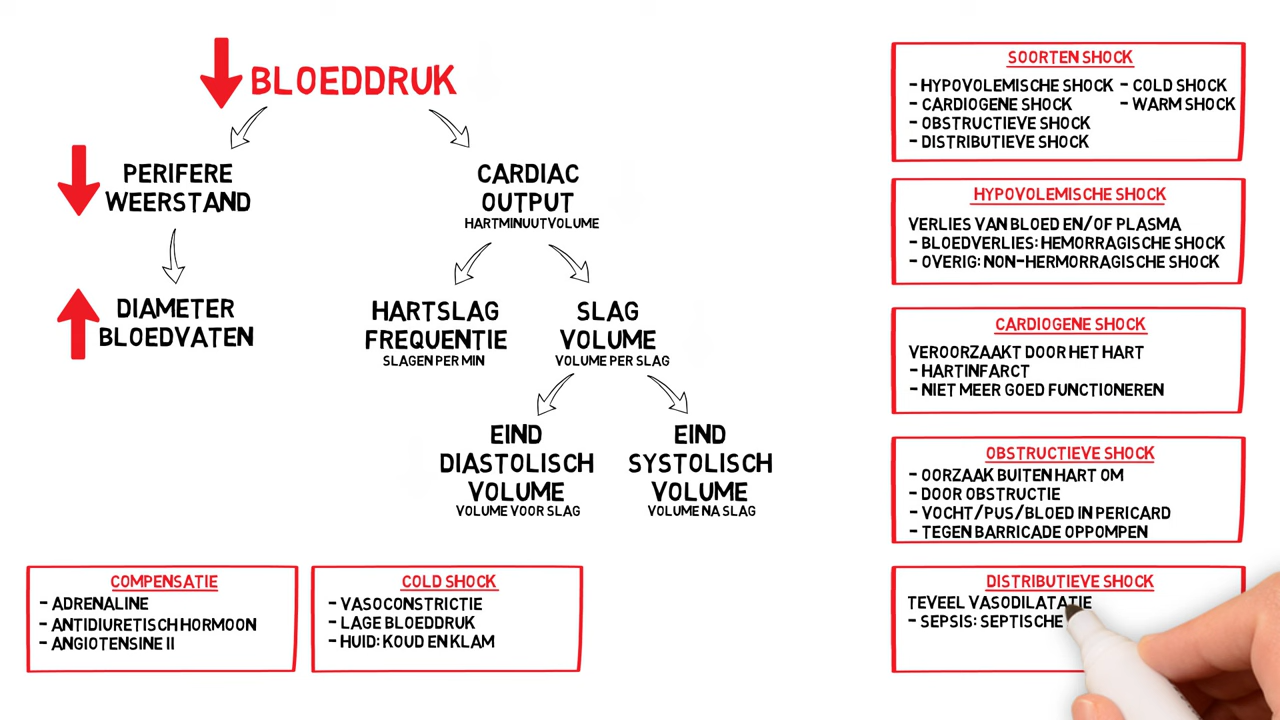 BLOEDDRUK
PERIFERE
WEERSTAND
DIAMETER
BLOEDVATEN
CARDIAC
OUTPUT
HARTMINUUTVOLUME
HARTSLAG
FREQUENTIE
SLAGEN PER MIN
SLAG
VOLUME
VOLUME PER SLAG
EIND
DIASTOLISCH
VOLUME
VOLUME VOOR SLAG
EIND
SYSTOLISCH
VOLUME
VOLUME NA SLAG
COMPENSATIE
- ADRENALINE
- ANTIDIURETISCH HORMOON
- ANGIOTENSINE II
COLD SHOCK
- VASOCONSTRICTIE
- LAGE BLOEDDRUK
- HUID: KOUD EN KLAM
SOORTEN SHOCK
- HYPOVOLEMISCHE SHOCK - COLD SHOCK
- CARDIOGENE SHOCK - WARM SHOCK
- OBSTRUCTIEVE SHOCK
- DISTRIBUTIEVE SHOCK
HYPOVOLEMISCHE SHOCK
VERLIES VAN BLOED EN/OF PLASMA
- BLOEDVERLIES: HEMORRAGISCHE SHOCK
- OVERIG: NON-HERMORRAGISCHE SHOCK
CARDIOGENE SHOCK
VEROORZAAKT DOOR HET HART
- HARTINFARCT
- NIET MEER GOED FUNCTIONEREN
OBSTRUCTIEVE SHOCK
- OORZAAK BUITEN HART OM
- DOOR OBSTRUCTIE
- VOCHT/PUS/BLOED IN PERICARD
- TEGEN BARRICADE OPPOMPEN
DISTRIBUTIEVE SHOCK
TEVEEL VASODILATATIE
- SEPSIS: SEPTISCHE